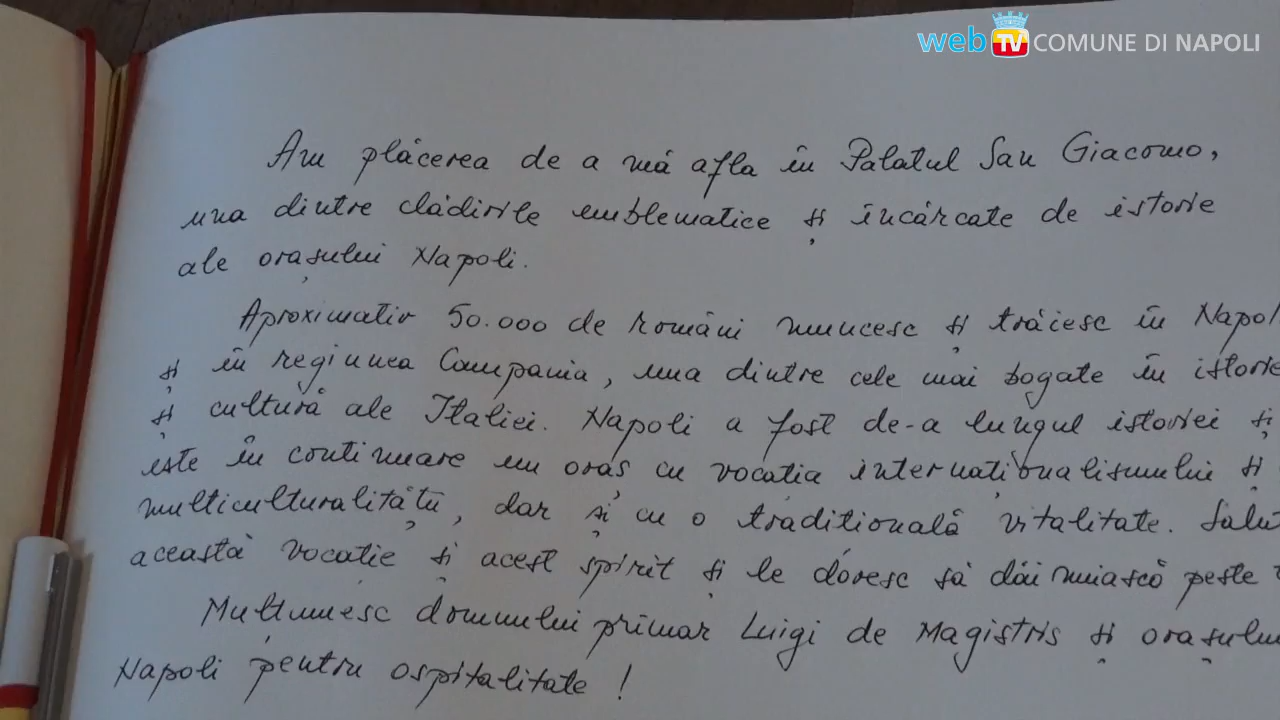 web TV COMUNE DI NAPOLI
Am plăcerea de a mă afla în Palatul San Giacomo,
una dintre clădirile emblematice și încărcate de istorie
ale orașului Napoli.
Aproximativ 50.000 de români muncesc și trăiesc în Napol
și în regiunea Campania, una dintre cele mai bogate în istorie
și cultură ale Italiei. Napoli a fost de-a lungul istoriei și
este în continuare un oraș cu vocația internaționalismului și
multiculturalității, dar și cu o tradițională vitalitate. Salut
această vocație și acest spirit și le doresc să dăinuiască peste
Mulțumesc domnului primar Luigi de Magistris și orașului
Napoli pentru ospitalitate!